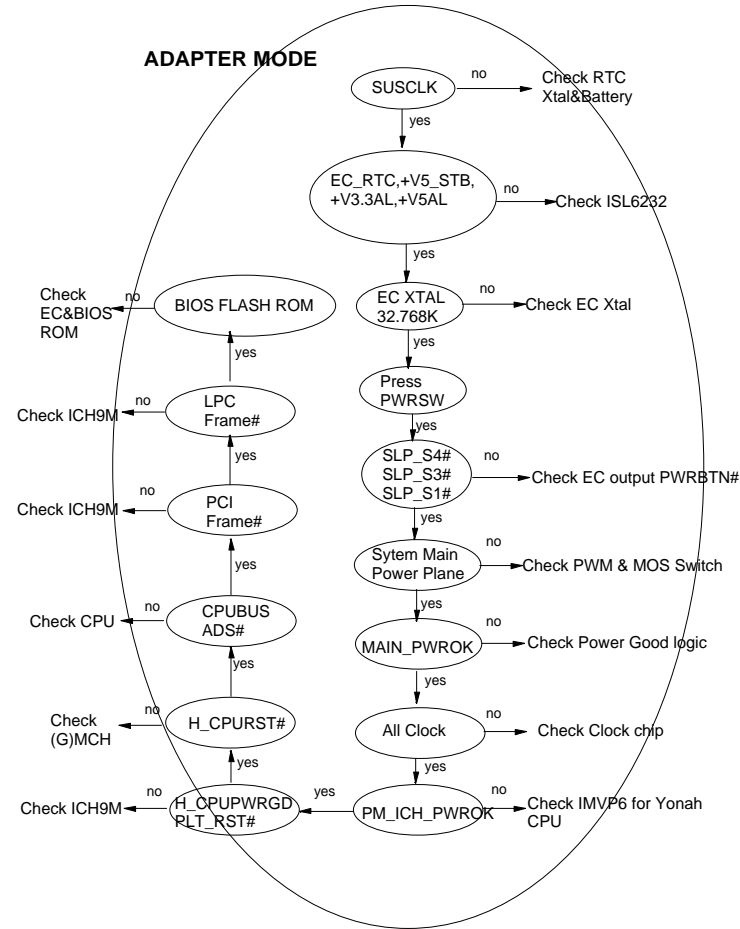 ADAPTER MODE
SUSCLK
no
Check RTC
Xtal&Battery
yes
EC_RTC,+V5_STB,
+V3.3AL,+V5AL
no
Check ISL6232
yes
EC XTAL
32.768K
no
Check EC Xtal
yes
Press
PWRSW
yes
SLP_S4#
SLP_S3#
SLP_S1#
no
Check EC output PWRBTN#
yes
Sytem Main
Power Plane
no
Check PWM & MOS Switch
yes
MAIN_PWROK
no
Check Power Good logic
yes
All Clock
no
Check Clock chip
yes
PM_ICH_PWROK
no
Check IMVP6 for Yonah
CPU
yes
H_CPUPWRGD
PLT_RST#
no
Check ICH9M
yes
H_CPURST#
no
Check
(G)MCH
yes
CPUBUS
ADS#
no
Check CPU
yes
PCI
Frame#
no
Check ICH9M
yes
LPC
Frame#
no
Check ICH9M
yes
BIOS FLASH ROM
no
Check
EC&BIOS
ROM